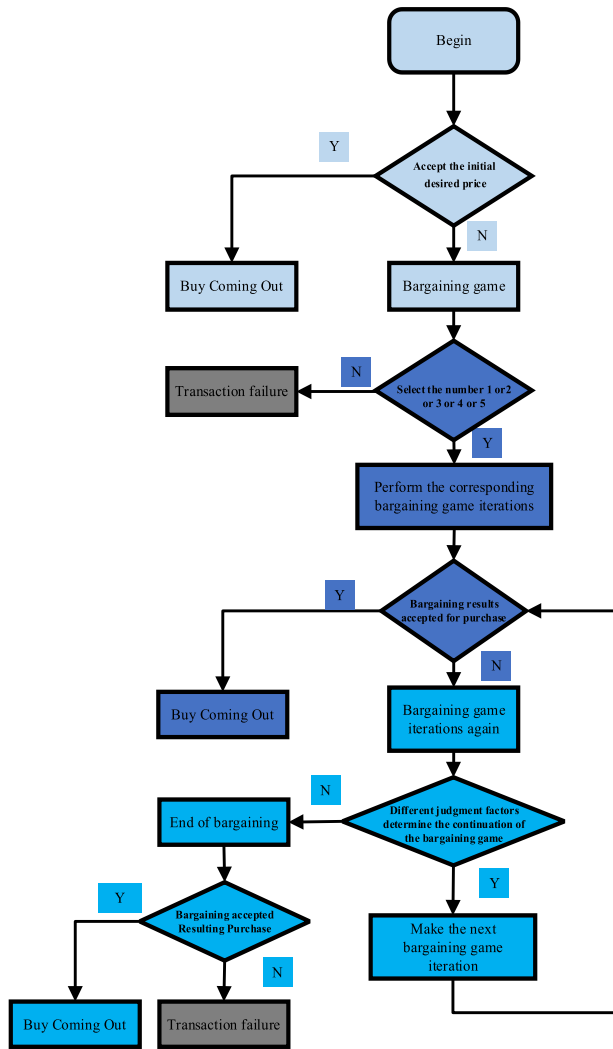 Begin
Y
Accept the initial
desired price
N
Buy Coming Out
Bargaining game
N
Transaction failure
Select the number 1 or2
or 3 or 4 or 5
Y
Perform the corresponding
bargaining game iterations
Y
Bargaining results
accepted for purchase
N
Buy Coming Out
Bargaining game
iterations again
N
Different judgment factors
determine the continuation of
the bargaining game
End of bargaining
Y
Y
Bargaining accepted
Resulting Purchase
Make the next
bargaining game
iteration
N
Buy Coming Out
Transaction failure